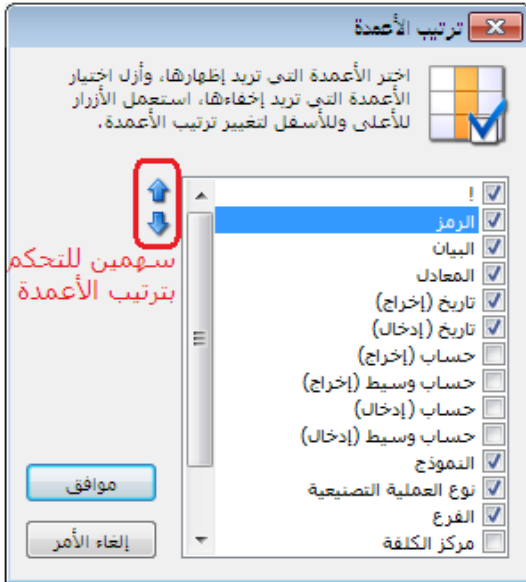 ترتيب الأعمدة
اختر الأعمدة التي تريد إظهارها، وأزل اختيار
الأعمدة التي تريد إخفاءها، استعمل الأزرار
للأعلى وللأسفل لتغيير ترتيب الأعمدة.
!
الرمز
البيان
المعادل
تاريخ (إخراج)
تاريخ (إدخال)
حساب (إخراج)
حساب وسيط (إخراج)
حساب (إدخال)
حساب وسيط (إدخال)
النموذج
نوع العملية التصنيعية
الفرع
مركز الكلفة
سهمين للتحكم
بترتيب الأعمدة
موافق
إلغاء الأمر